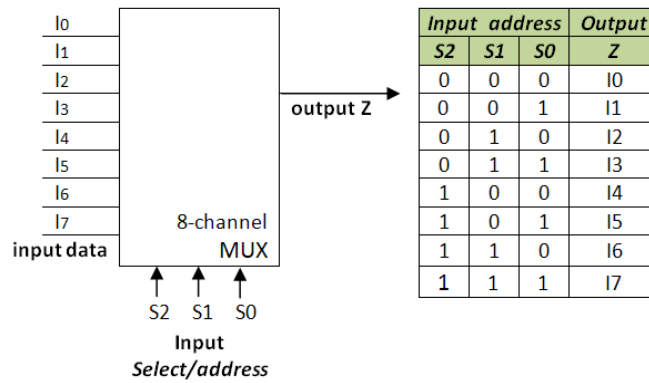 I0
I1
I2
I3
I4
I5
I6
I7
input data
8-channel
MUX
output Z
S2 S1 S0
Input
Select/address
Input address Output
S2 S1 S0 Z
0 0 0 I0
0 0 1 I1
0 1 0 I2
0 1 1 I3
1 0 0 I4
1 0 1 I5
1 1 0 I6
1 1 1 I7